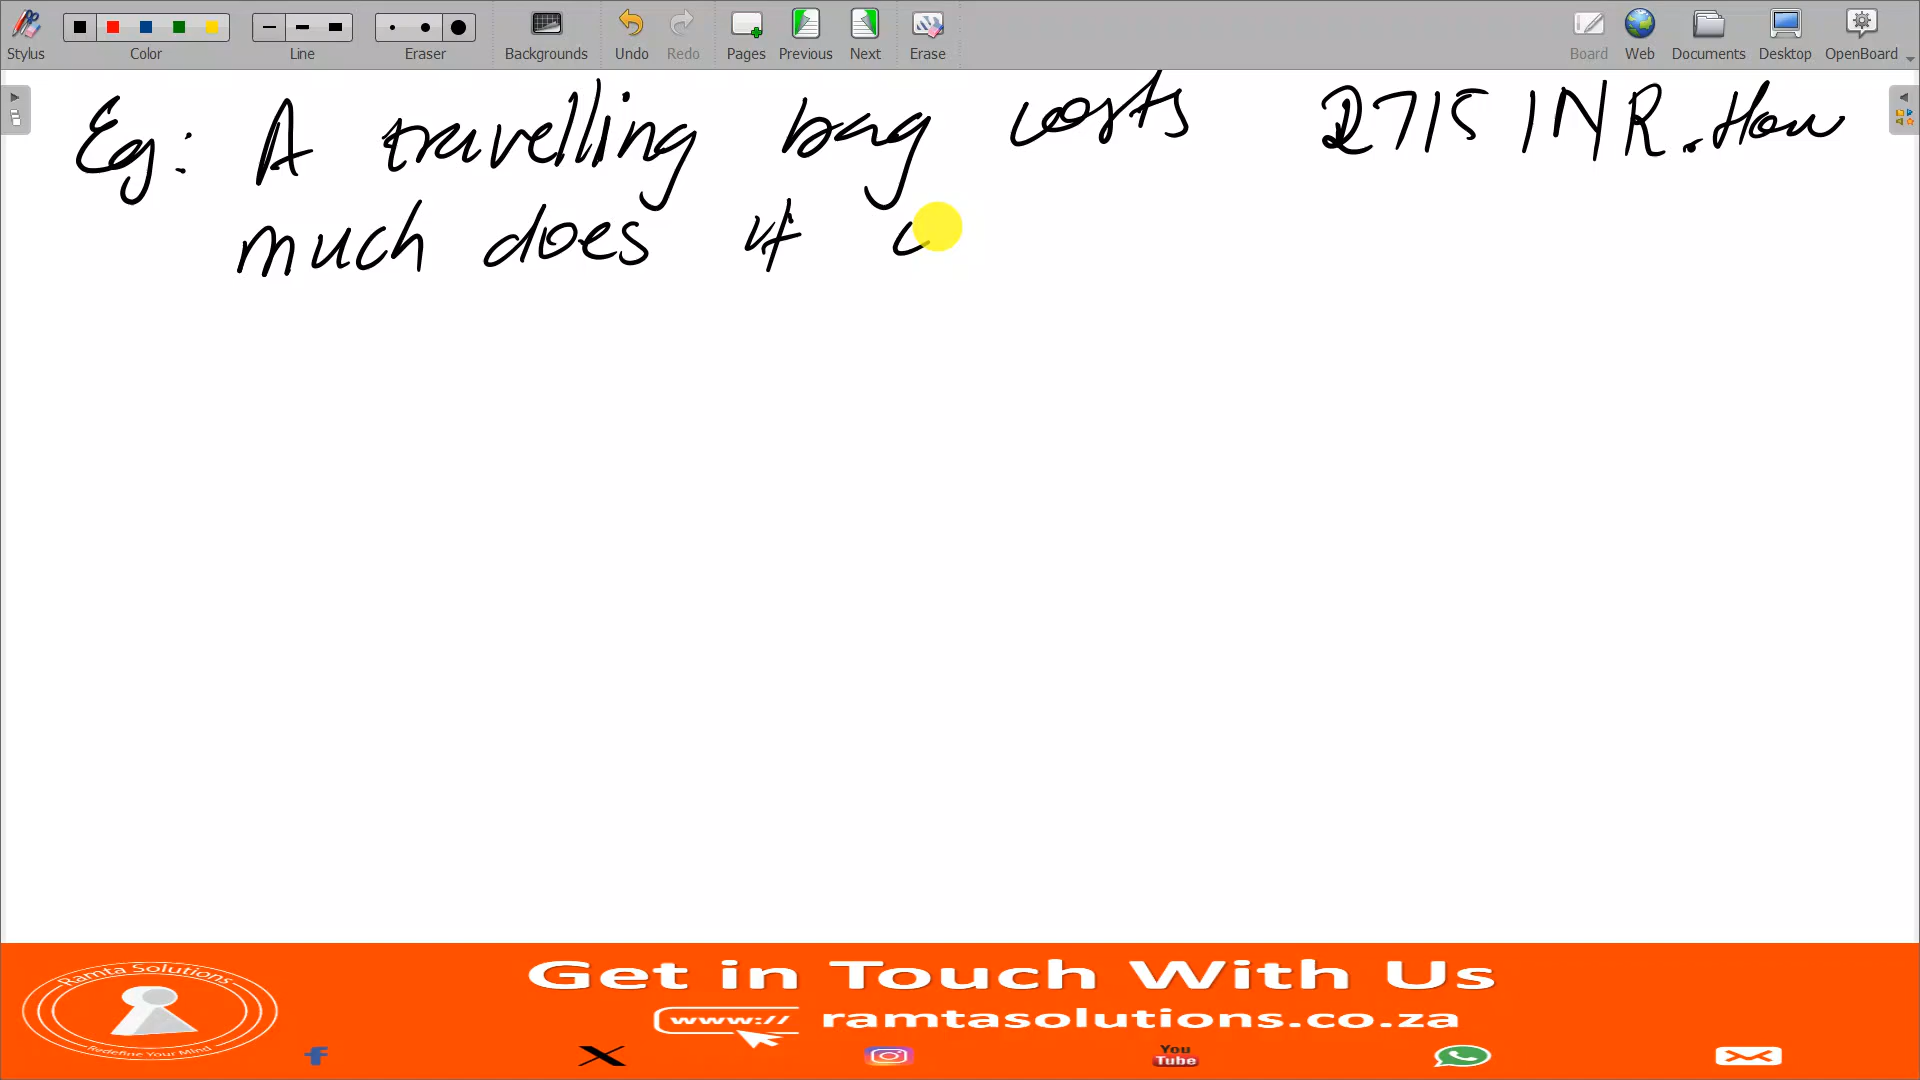 Stylus Color Line Eraser Backgrounds Undo Redo Pages Previous Next Erase Board Web Documents Desktop OpenBoard
Eg: A travelling bag costs 2715 INR. How
much does it c
Get in Touch With Us
www:// ramtasolutions.co.za
Ramta Solutions
Redefine Your Mind
You
Tube